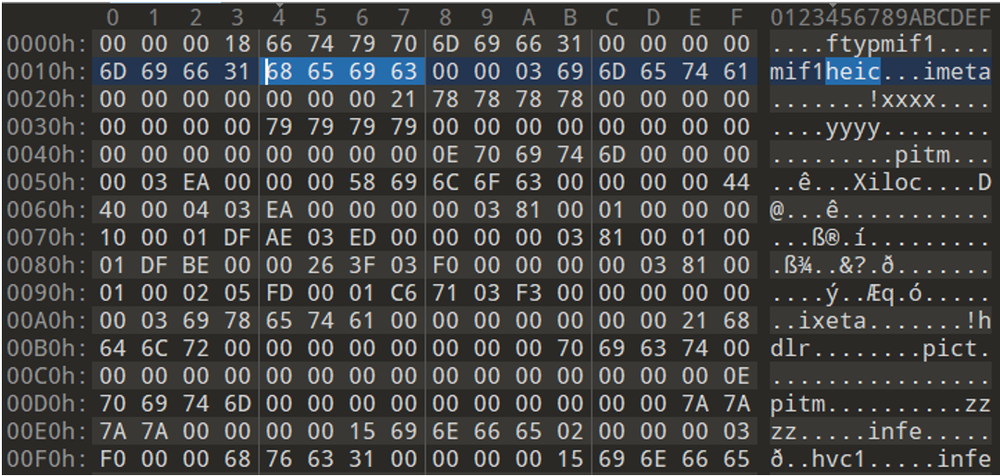 0 1 2 3 4 5 6 7 8 9 A B C D E F 0123456789ABCDEF
0000h: 00 00 00 18 66 74 79 70 6D 69 66 31 00 00 00 00 ....ftypmif1....
0010h: 6D 69 66 31 68 65 69 63 00 00 03 69 6D 65 74 61 mif1heic...imeta
0020h: 00 00 00 00 00 00 00 21 78 78 78 78 00 00 00 00 .......!xxxx....
0030h: 00 00 00 00 79 79 79 79 00 00 00 00 00 00 00 00 ....yyyy........
0040h: 00 00 00 00 00 00 00 00 0E 70 69 74 6D 00 00 00 .........pitm...
0050h: 00 03 EA 00 00 00 58 69 6C 6F 63 00 00 00 00 44 ..ê...Xiloc....D
0060h: 40 00 04 03 EA 00 00 00 00 03 81 00 01 00 00 00 @...ê...........
0070h: 10 00 01 DF AE 03 ED 00 00 00 00 03 81 00 01 00 ...ß®.í.........
0080h: 01 DF BE 00 00 26 3F 03 F0 00 00 00 00 03 81 00 .ß¾..&?.ð.......
0090h: 01 00 02 05 FD 00 01 C6 71 03 F3 00 00 00 00 00 ....ý..Æq.ó.....
00A0h: 00 03 69 78 65 74 61 00 00 00 00 00 00 00 21 68 ..ixeta.......!h
00B0h: 64 6C 72 00 00 00 00 00 00 00 00 70 69 63 74 00 dlr........pict.
00C0h: 00 00 00 00 00 00 00 00 00 00 00 00 00 00 00 0E ................
00D0h: 70 69 74 6D 00 00 00 00 00 00 00 00 00 00 7A 7A pitm..........zz
00E0h: 7A 7A 00 00 00 00 15 69 6E 66 65 02 00 00 00 03 zz.....infe.....
00F0h: F0 00 00 68 76 63 31 00 00 00 00 15 69 6E 66 65 ð..hvc1.....infe